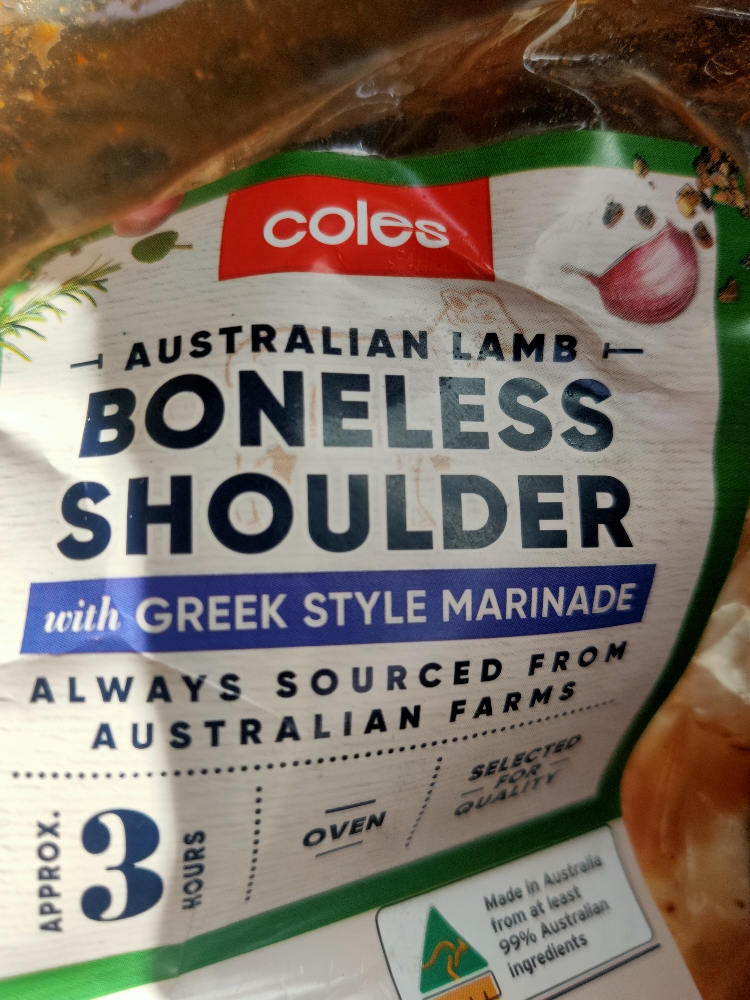 coles
AUSTRALIAN LAMB
BONELESS
SHOULDER
with GREEK STYLE MARINADE
ALWAYS SOURCED FROM
AUSTRALIAN FARMS
APPROX. 3 HOURS
OVEN
SELECTED
FOR
QUALITY
Made in Australia
from at least
99% Australian
ingredients